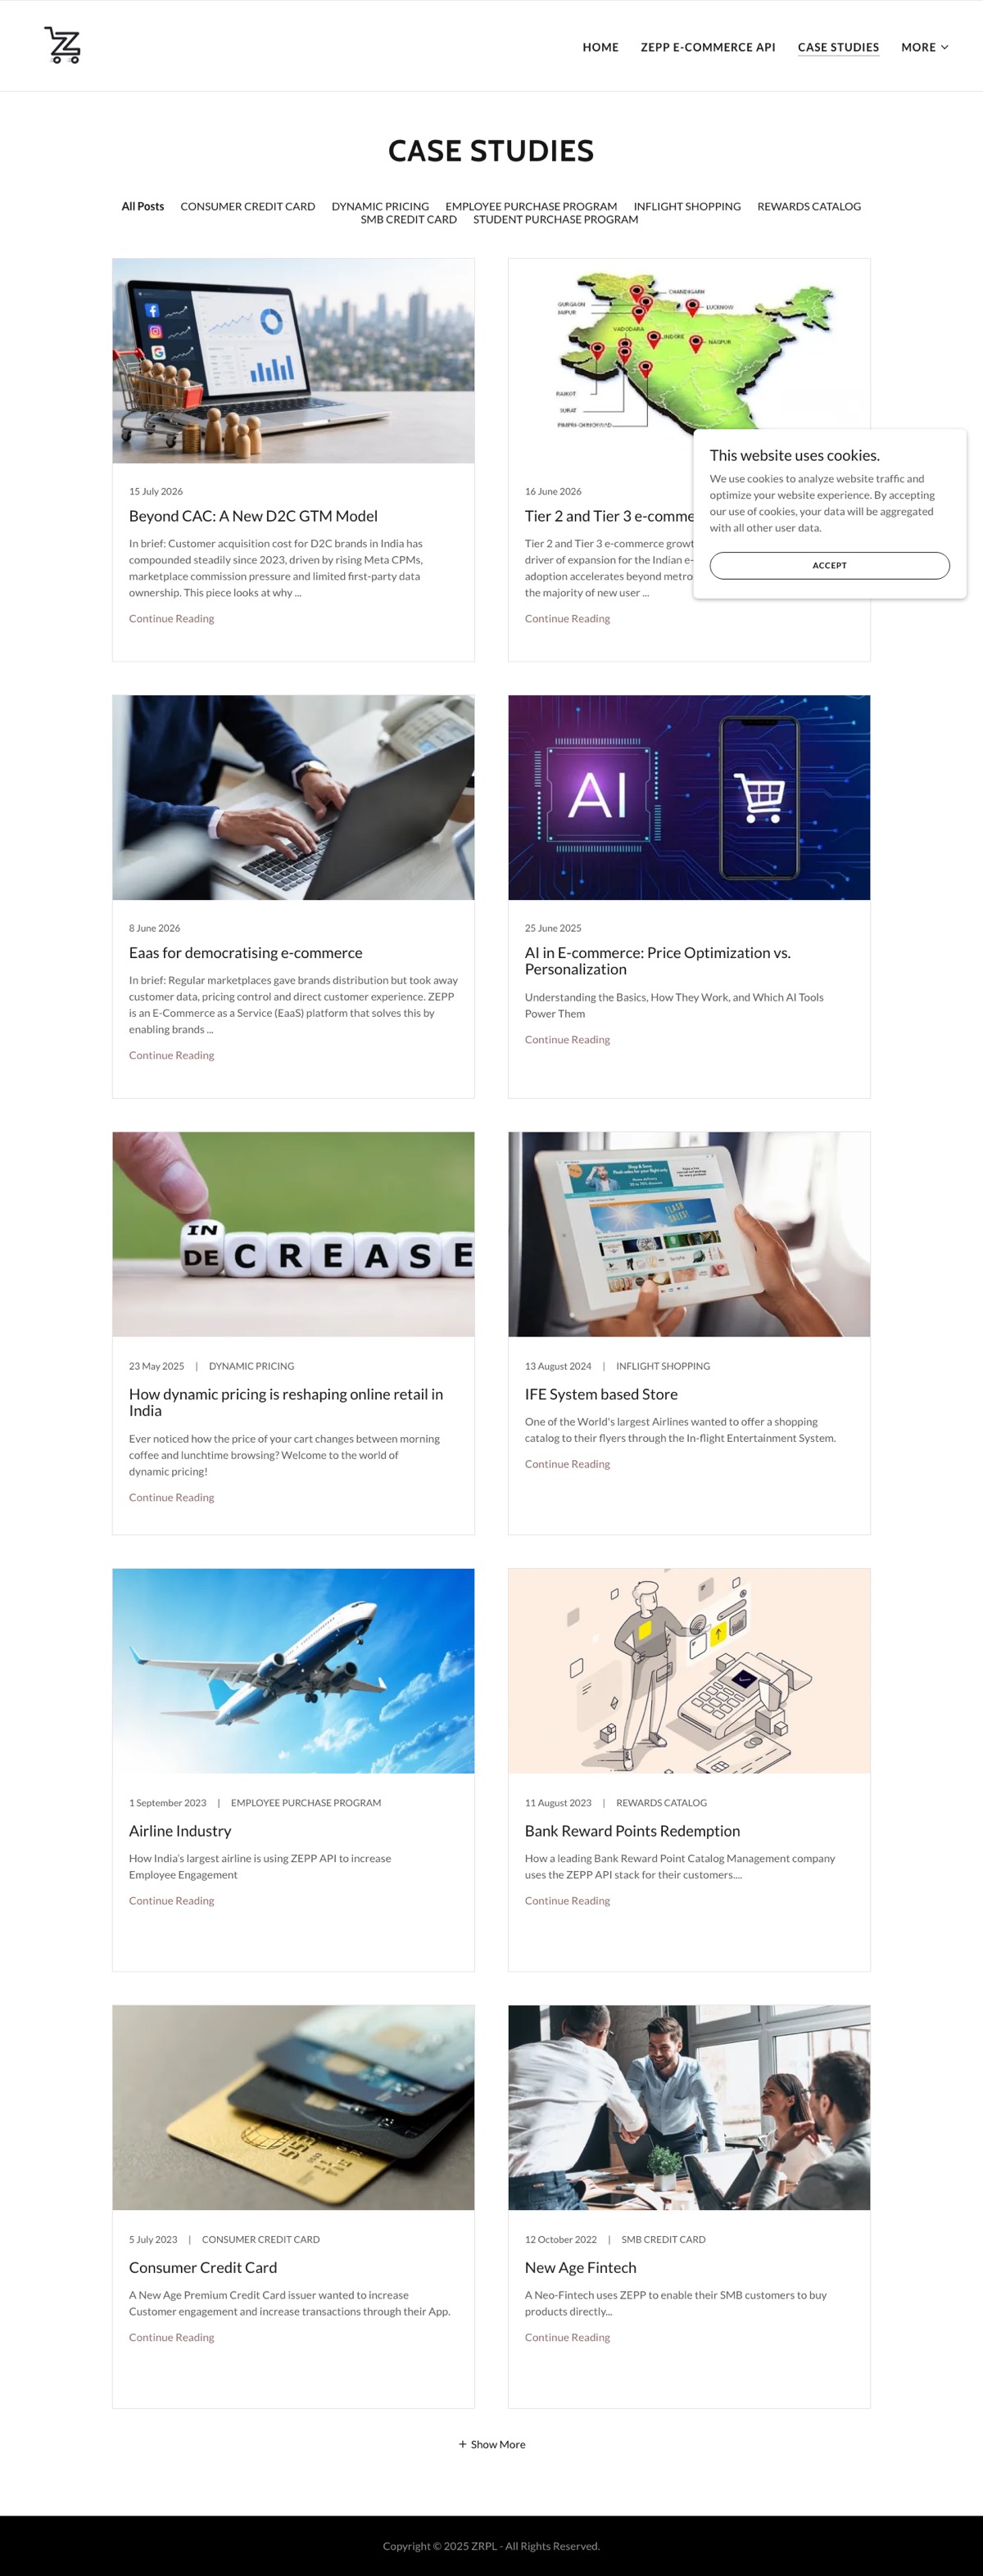 HOME
ZEPP E-COMMERCE API
CASE STUDIES
MORE
CASE STUDIES
All Posts
CONSUMER CREDIT CARD
DYNAMIC PRICING
EMPLOYEE PURCHASE PROGRAM
INFLIGHT SHOPPING
REWARDS CATALOG
SMB CREDIT CARD
STUDENT PURCHASE PROGRAM
15 July 2026
Beyond CAC: A New D2C GTM Model
In brief: Customer acquisition cost for D2C brands in India has
compounded steadily since 2023, driven by rising Meta CPMs,
marketplace commission pressure and limited first-party data
ownership. This piece looks at why ...
Continue Reading
CHANDIGARH
GURGAON
JAIPUR
LUCKNOW
VADODARA
INDORE
NAGPUR
RAJKOT
SURAT
PIMPRI-CHINCHWAD
16 June 2026
Tier 2 and Tier 3 e-comme
Tier 2 and Tier 3 e-commerce growt
driver of expansion for the Indian e-
adoption accelerates beyond metro
the majority of new user ...
Continue Reading
This website uses cookies.
We use cookies to analyze website traffic and
optimize your website experience. By accepting
our use of cookies, your data will be aggregated
with all other user data.
ACCEPT
8 June 2026
Eaas for democratising e-commerce
In brief: Regular marketplaces gave brands distribution but took away
customer data, pricing control and direct customer experience. ZEPP
is an E-Commerce as a Service (EaaS) platform that solves this by
enabling brands ...
Continue Reading
AI
25 June 2025
AI in E-commerce: Price Optimization vs.
Personalization
Understanding the Basics, How They Work, and Which AI Tools
Power Them
Continue Reading
IN
DE CREASE
23 May 2025 | DYNAMIC PRICING
How dynamic pricing is reshaping online retail in
India
Ever noticed how the price of your cart changes between morning
coffee and lunchtime browsing? Welcome to the world of
dynamic pricing!
Continue Reading
FLASH
SALES!
13 August 2024 | INFLIGHT SHOPPING
IFE System based Store
One of the World's largest Airlines wanted to offer a shopping
catalog to their flyers through the In-flight Entertainment System.
Continue Reading
1 September 2023 | EMPLOYEE PURCHASE PROGRAM
Airline Industry
How India's largest airline is using ZEPP API to increase
Employee Engagement
Continue Reading
11 August 2023 | REWARDS CATALOG
Bank Reward Points Redemption
How a leading Bank Reward Point Catalog Management company
uses the ZEPP API stack for their customers....
Continue Reading
5 July 2023 | CONSUMER CREDIT CARD
Consumer Credit Card
A New Age Premium Credit Card issuer wanted to increase
Customer engagement and increase transactions through their App.
Continue Reading
12 October 2022 | SMB CREDIT CARD
New Age Fintech
A Neo-Fintech uses ZEPP to enable their SMB customers to buy
products directly...
Continue Reading
+ Show More
Copyright © 2025 ZRPL - All Rights Reserved.